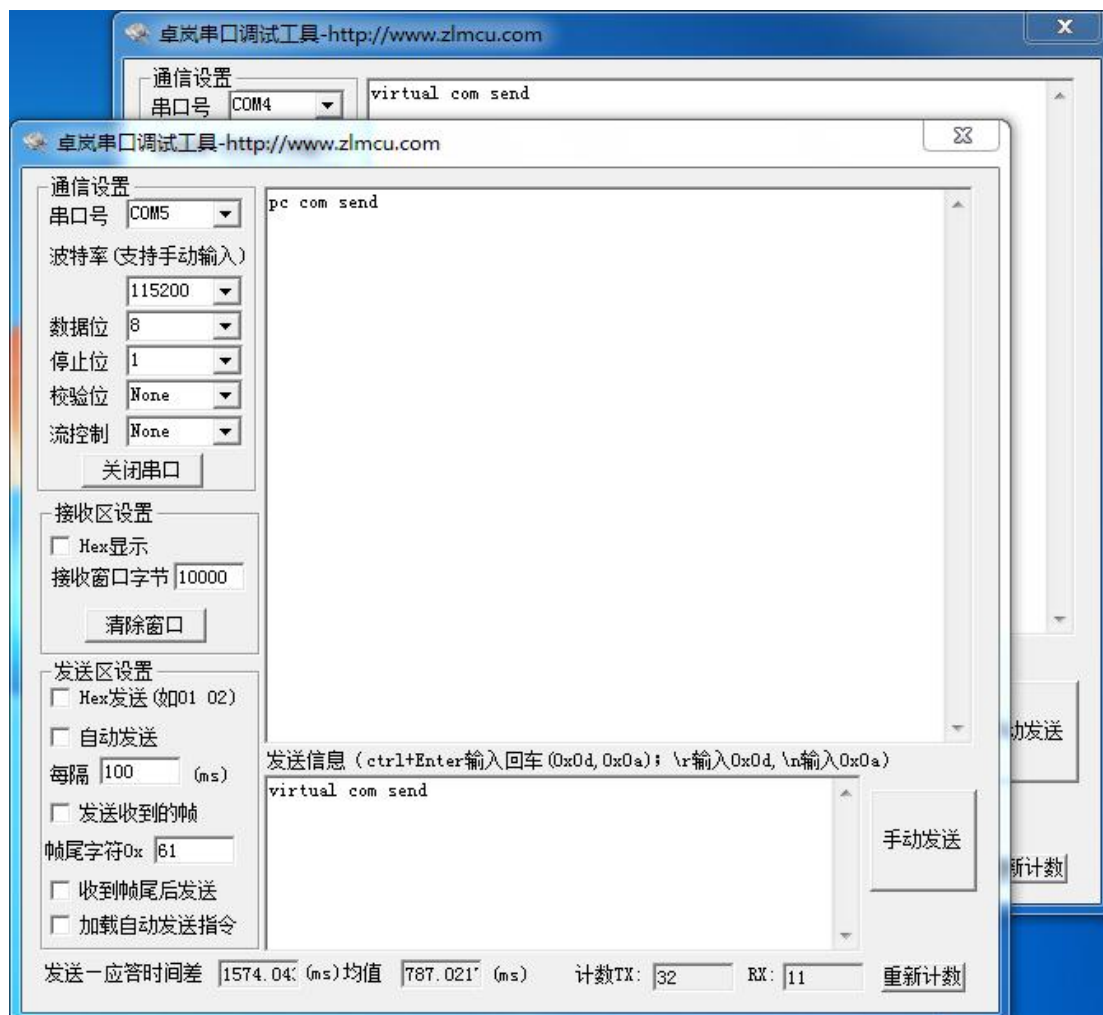 卓岚串口调试工具-http://www.zlmcu.com
X
通信设置
串口号 COM4
virtual com send
卓岚串口调试工具-http://www.zlmcu.com
通信设置
串口号 COM5
pc com send
波特率(支持手动输入)
115200
数据位 8
停止位 1
校验位 None
流控制 None
关闭串口
接收区设置
Hex显示
接收窗口字节 10000
清除窗口
发送区设置
Hex发送(如01 02)
自动发送
每隔 100 (ms)
发送收到的帧
帧尾字符0x 61
收到帧尾后发送
加载自动发送指令
发送信息(ctrl+Enter输入回车(0x0d,0x0a); \r输入0x0d,\n输入0x0a)
virtual com send
手动发送
动发送
新计数
发送一应答时间差 1574.04 (ms)均值 787.021 (ms) 计数TX: 32 RX: 11 重新计数